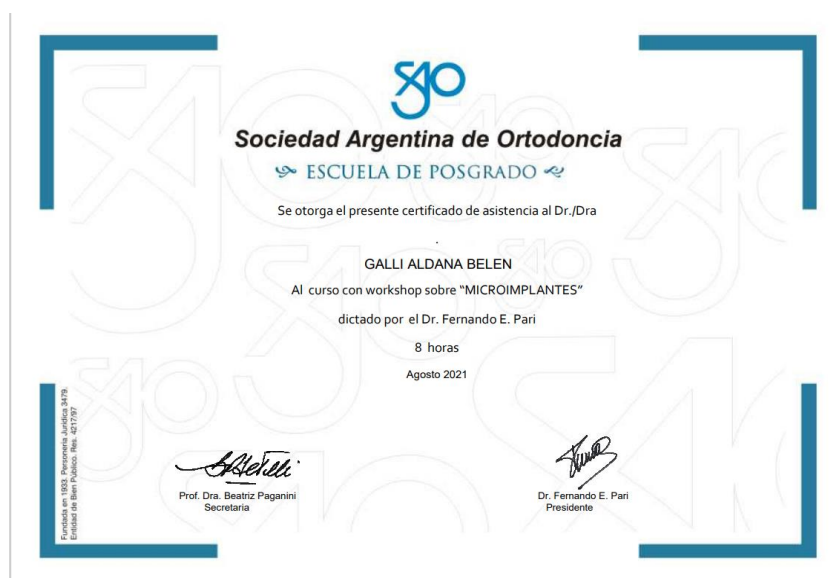 SAO
Sociedad Argentina de Ortodoncia
ESCUELA DE POSGRADO
Se otorga el presente certificado de asistencia al Dr./Dra
.
GALLI ALDANA BELEN
Al curso con workshop sobre “MICROIMPLANTES”
dictado por el Dr. Fernando E. Pari
8 horas
Agosto 2021
Fundada en 1933. Personería Jurídica 3479.
Entidad de Bien Público. Res. 4217/97
Prof. Dra. Beatriz Paganini
Secretaria
Dr. Fernando E. Pari
Presidente